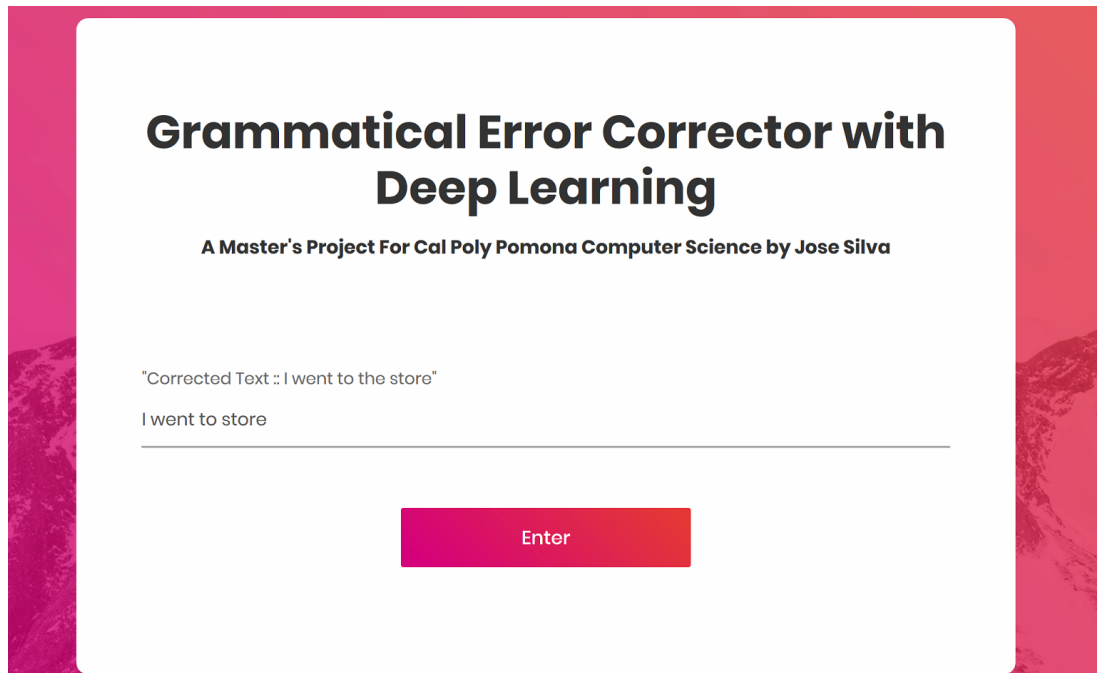 Grammatical Error Corrector with
Deep Learning
A Master's Project For Cal Poly Pomona Computer Science by Jose Silva
"Corrected Text :: I went to the store"
I went to store
Enter